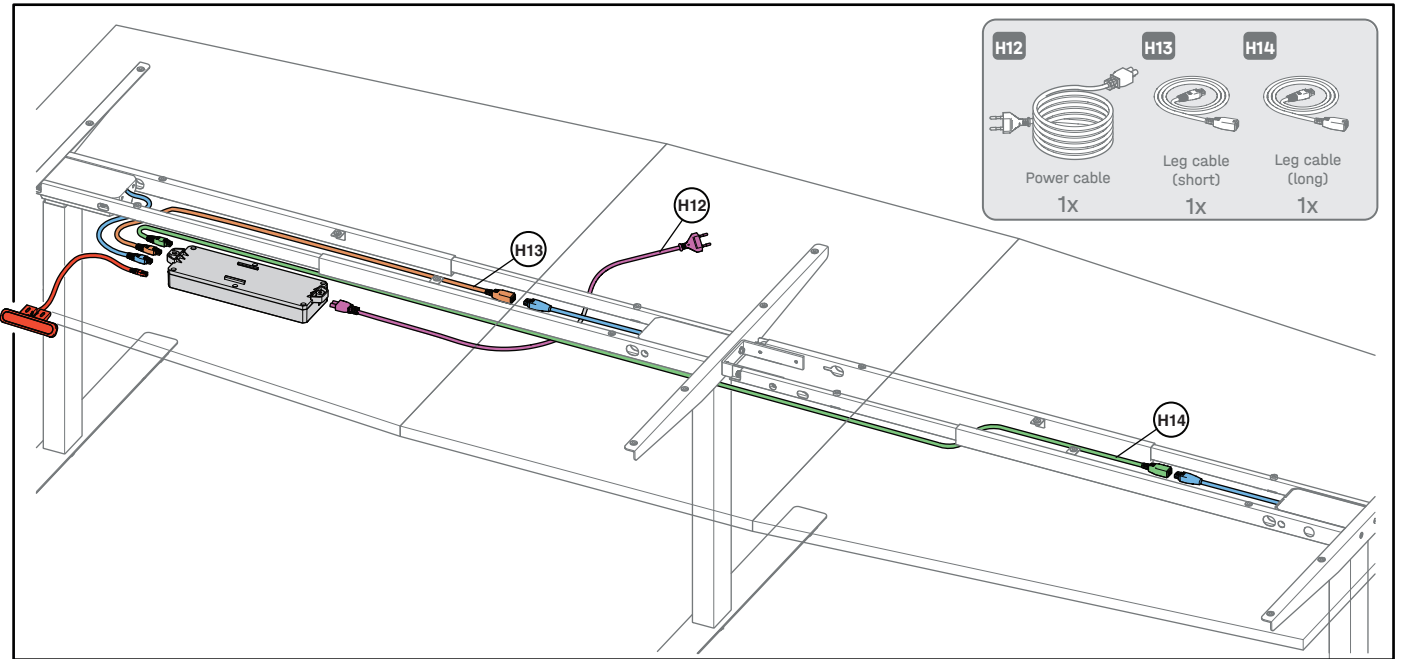 H12
H13
H14
Power cable
1x
Leg cable
(short)
1x
Leg cable
(long)
1x
H12
H13
H14